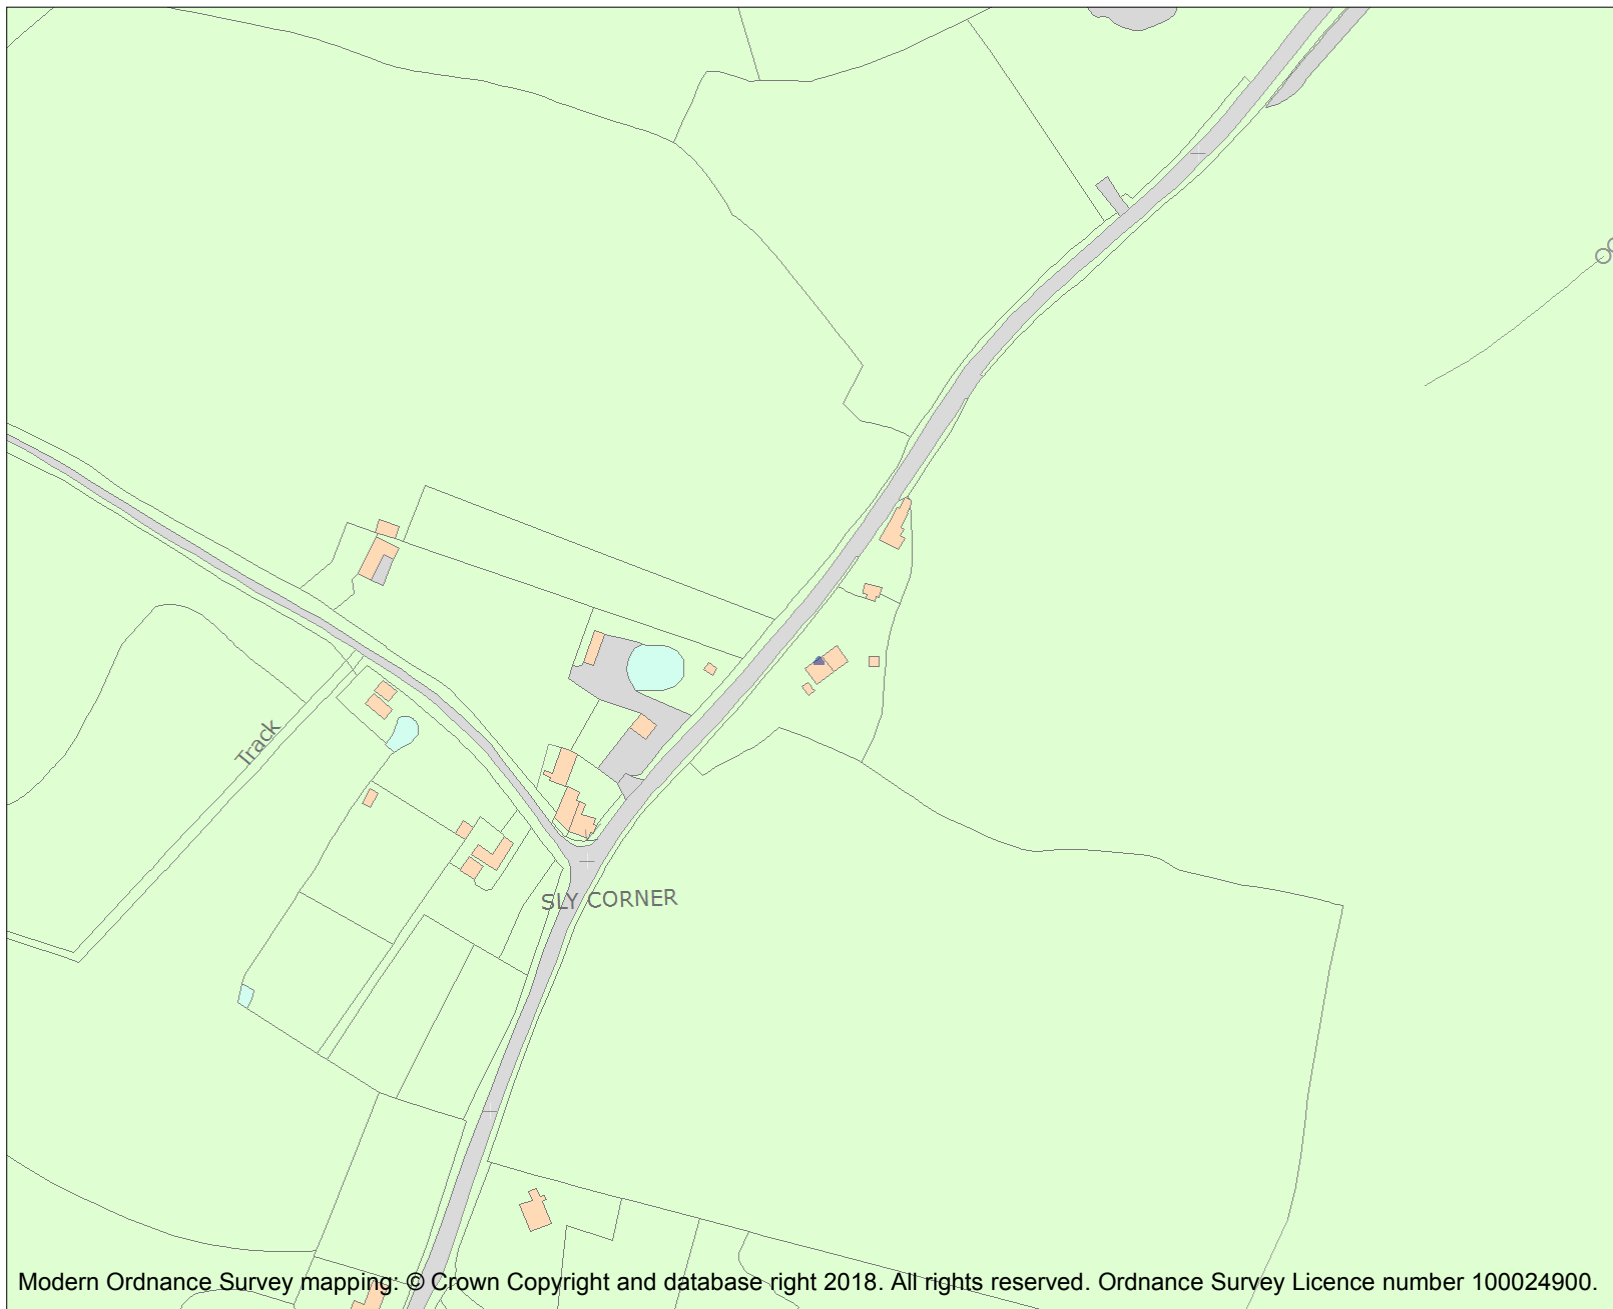 Track
SLY CORNER
Modern Ordnance Survey mapping: © Crown Copyright and database right 2018. All rights reserved. Ordnance Survey Licence number 100024900.